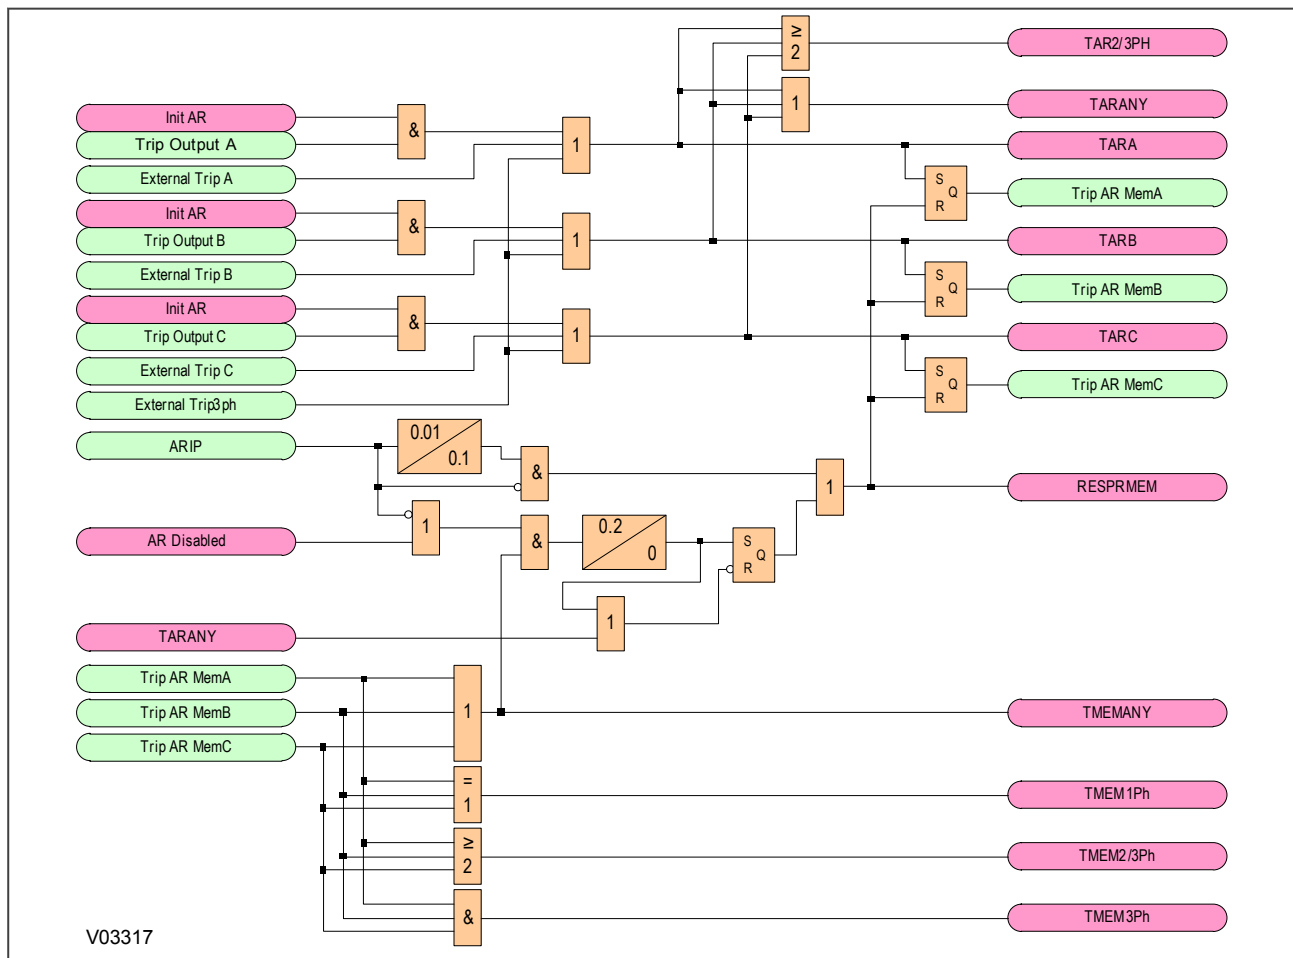 ≥
2
TAR2/3PH
1
TARANY
Init AR
&
Trip Output A
1
TARA
External Trip A
S
Q
R
Trip AR MemA
Init AR
&
Trip Output B
1
TARB
External Trip B
S
Q
R
Trip AR MemB
Init AR
&
Trip Output C
1
TARC
External Trip C
S
Q
R
Trip AR MemC
External Trip3ph
ARIP
0.01
0.1
&
1
RESPRMEM
AR Disabled
1
&
0.2
0
S
Q
R
TARANY
1
Trip AR MemA
Trip AR MemB
1
TMEMANY
Trip AR MemC
=
1
TMEM1Ph
≥
2
TMEM2/3Ph
&
TMEM3Ph
V03317